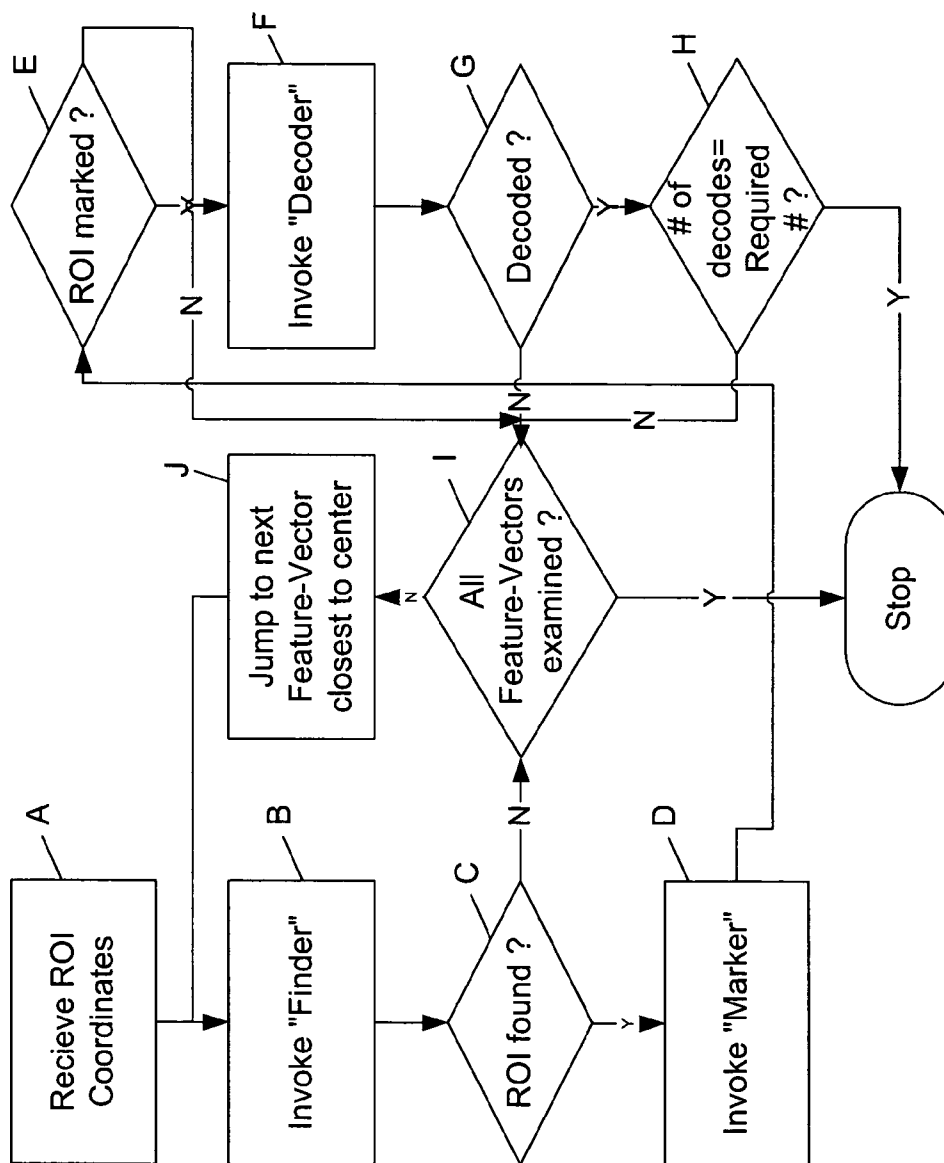 A
Recieve ROI
Coordinates
B
Invoke "Finder"
C
ROI found ?
N
Y
D
Invoke "Marker"
J
Jump to next
Feature-Vector
closest to center
N
I
All
Feature-Vectors
examined ?
Y
Stop
E
ROI marked ?
N
Y
F
Invoke "Decoder"
G
Decoded ?
N
Y
H
# of
decodes=
Required
# ?
N
Y